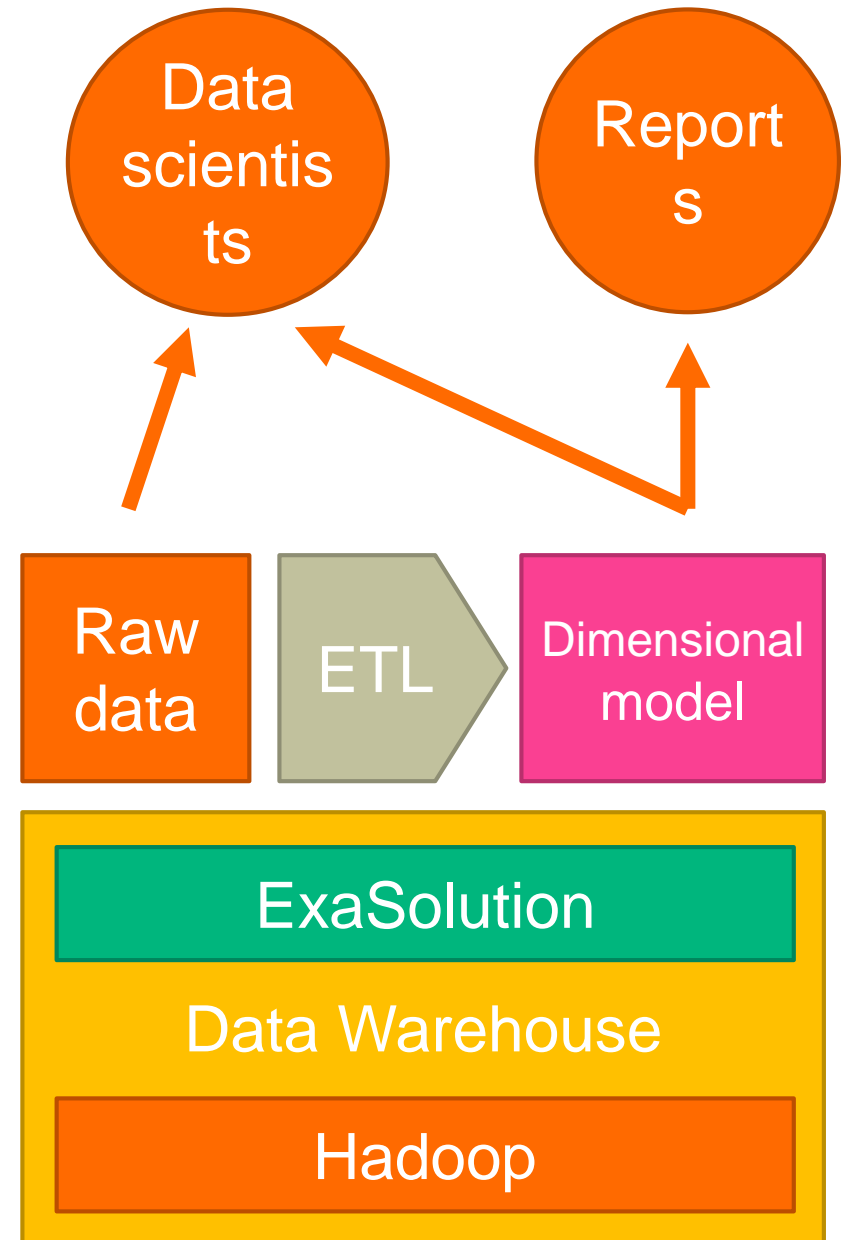 Data
scientis
ts
Report
s
Raw
data
ETL
Dimensional
model
ExaSolution
Data Warehouse
Hadoop